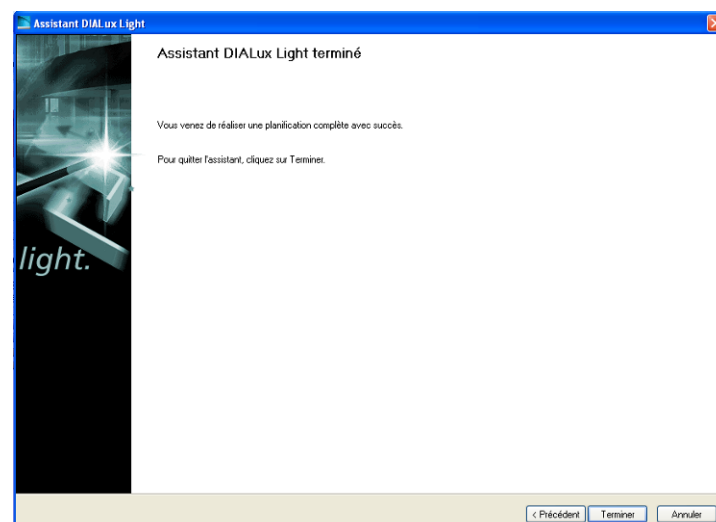 Assistant DIALux Light
Assistant DIALux Light terminé
Vous venez de réaliser une planification complète avec succès.
Pour quitter l'assistant, cliquez sur Terminer.
light.
< Précédent Terminer Annuler